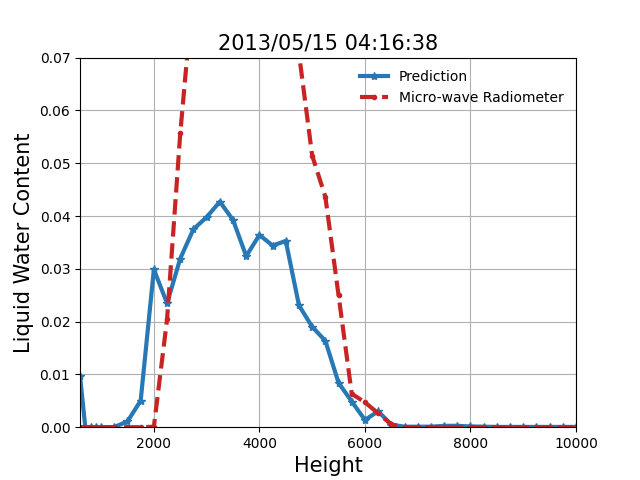 2013/05/15 04:16:38
Prediction
Micro-wave Radiometer
Liquid Water Content
0.07
0.06
0.05
0.04
0.03
0.02
0.01
0.00
2000 4000 6000 8000 10000
Height